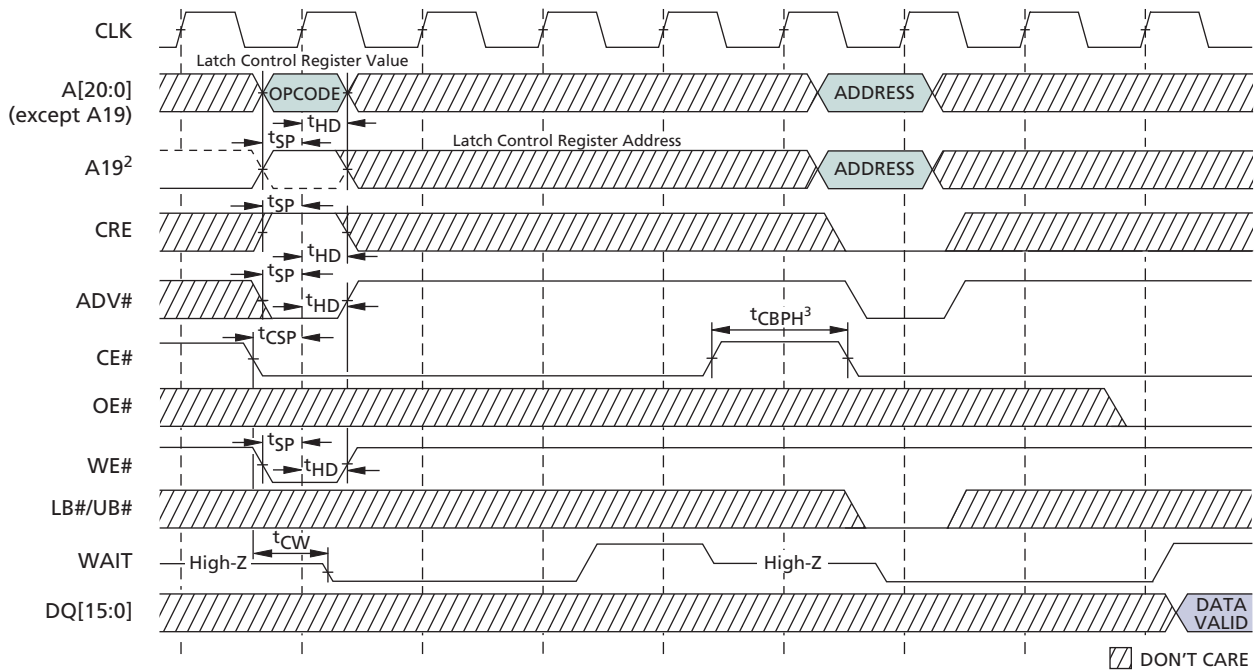 CLK
Latch Control Register Value
A[20:0]
(except A19)
OPCODE
ADDRESS
tHD
tSP
Latch Control Register Address
A19²
ADDRESS
tSP
CRE
tHD
tSP
ADV#
tHD
tCBPH³
tCSP
CE#
OE#
tSP
WE#
tHD
LB#/UB#
tCW
WAIT
High-Z
High-Z
DQ[15:0]
DATA
VALID
DON'T CARE